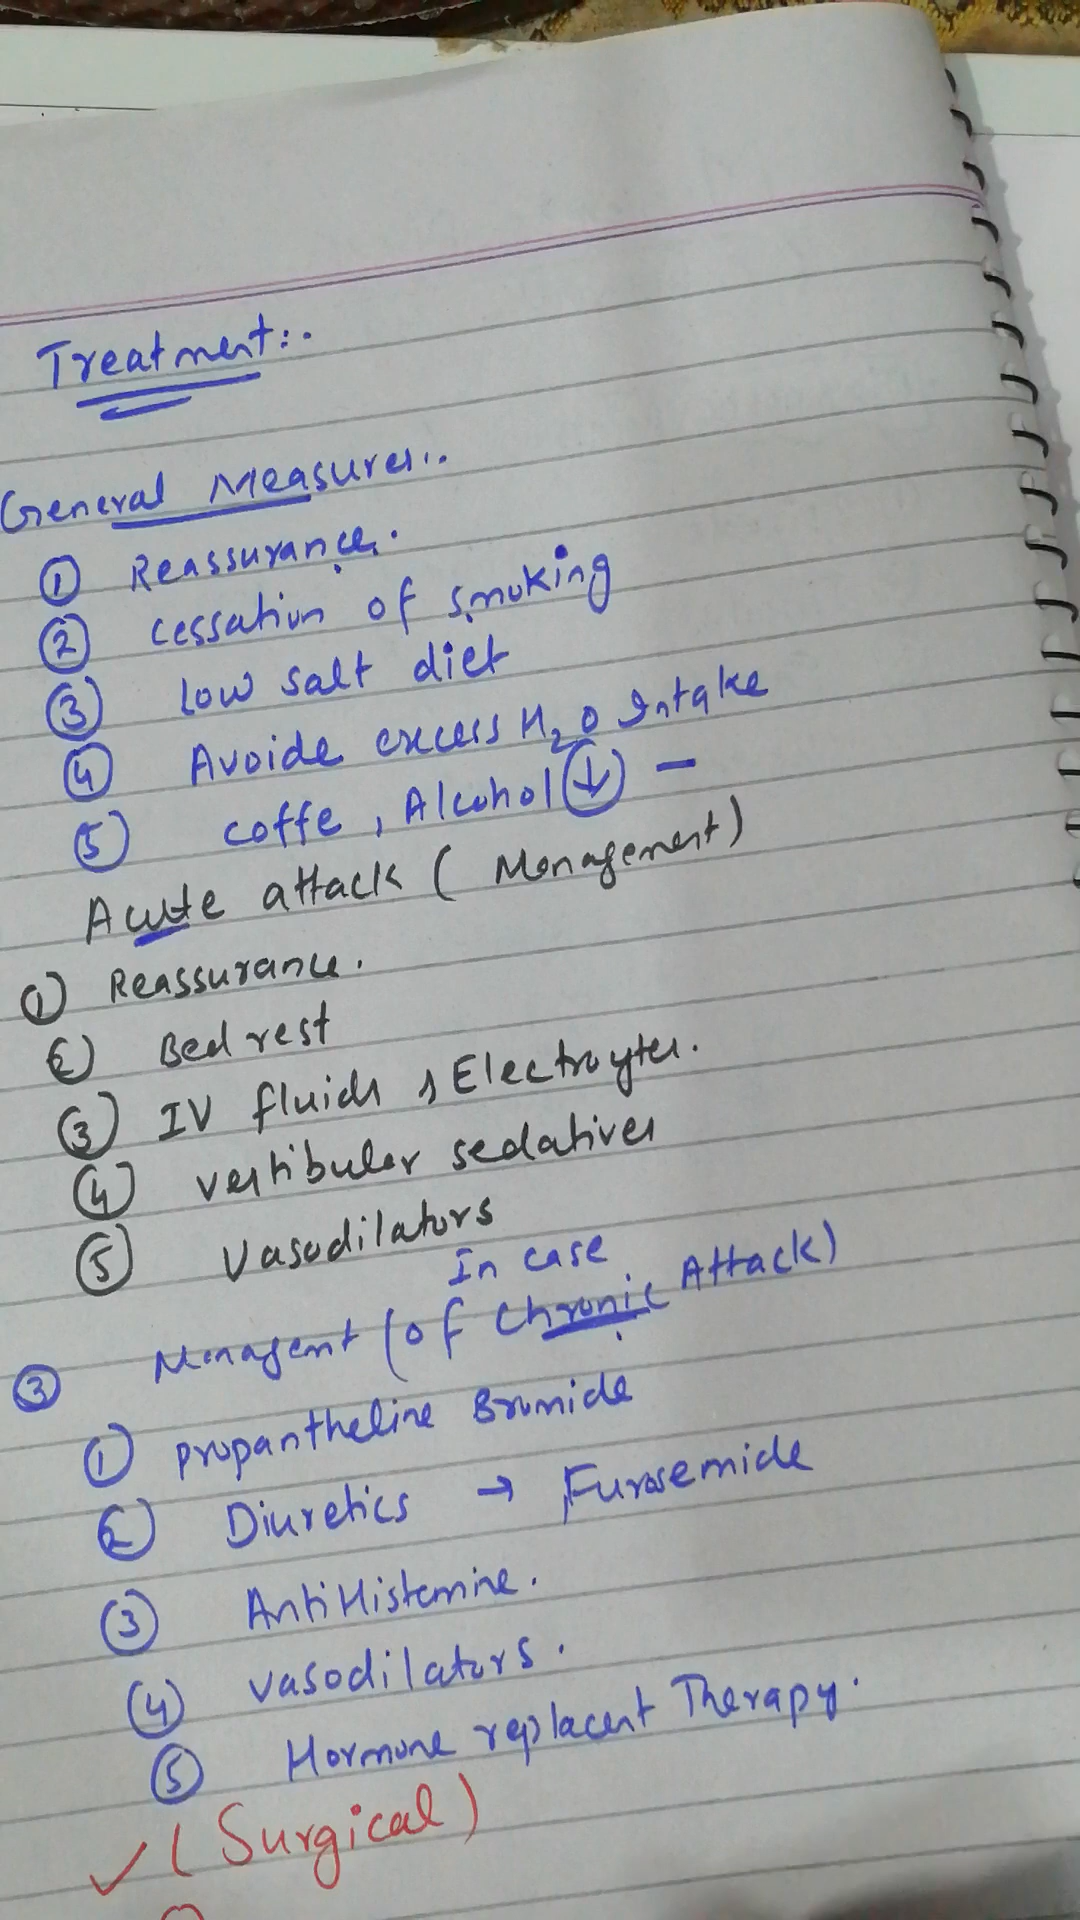 Treatment:.
General Measures:.
① Reassurance.
② cessation of smoking
③ low salt diet
④ Avoide excess H₂O Intake
⑤ coffe, Alcohol ↓ –
Acute attack ( Management)
① Reassurance.
② Bed rest
③ IV fluids , Electroytes.
④ vestibular sedatives
⑤ Vasodilators
In case
③ Managent (of Chronic Attack)
① propantheline Bromide
② Diuretics → Furosemide
③ AntiHistamine.
④ vasodilators.
⑤ Hormone replacent Therapy.
✓ (Surgical)